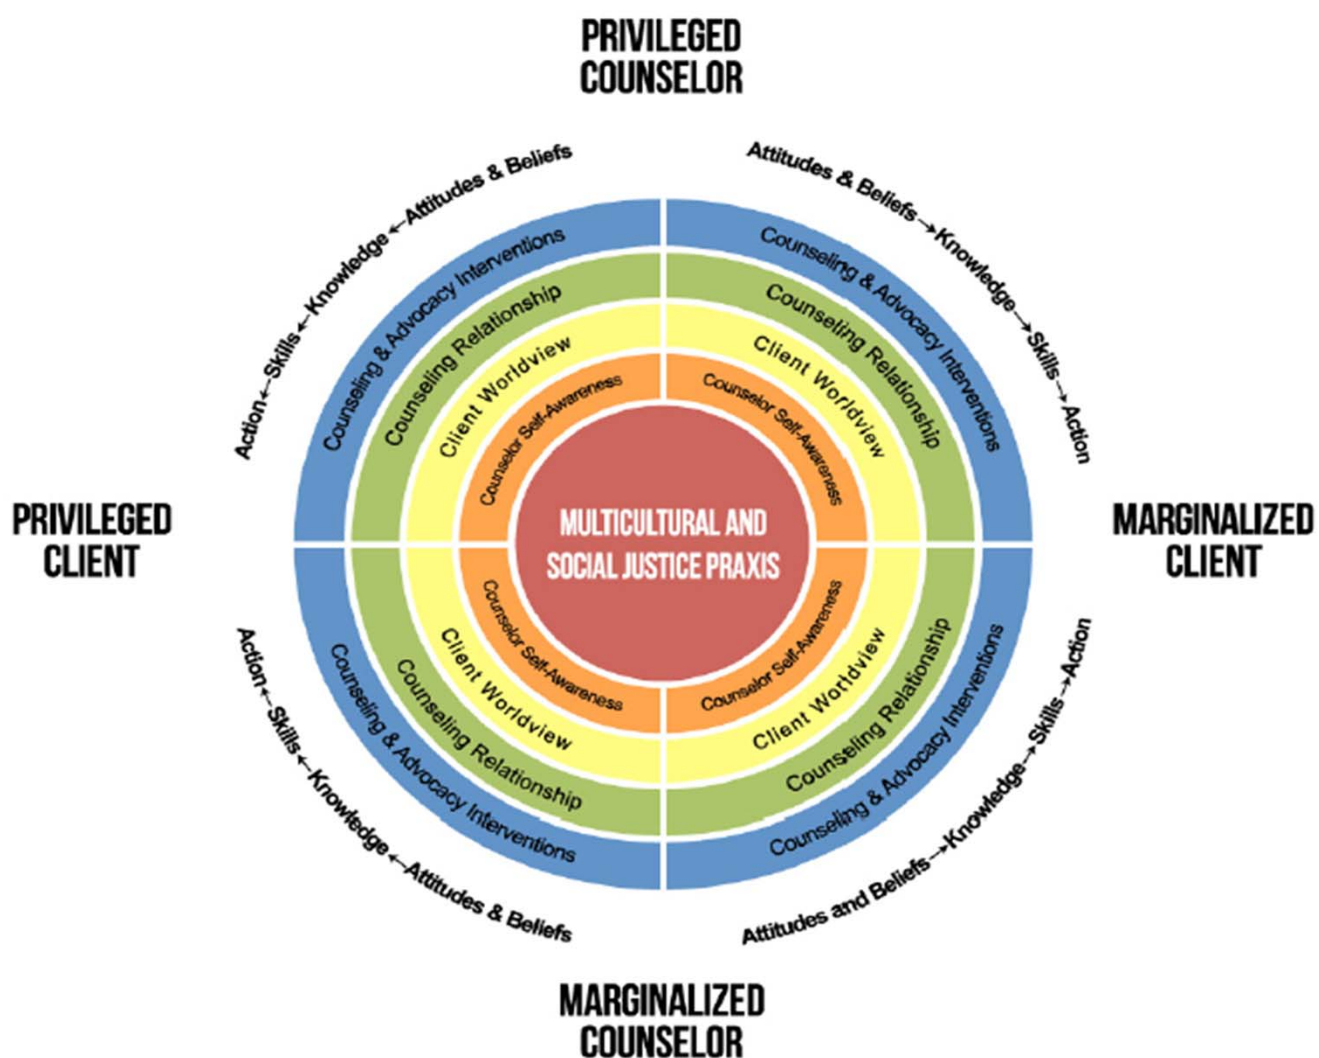 PRIVILEGED
COUNSELOR
Action←Skills←Knowledge←Attitudes & Beliefs
Attitudes & Beliefs→Knowledge→Skills→Action
Counseling & Advocacy Interventions
Counseling Relationship
Client Worldview
Counselor Self-Awareness
Counseling & Advocacy Interventions
Counseling Relationship
Client Worldview
Counselor Self-Awareness
PRIVILEGED
CLIENT
MULTICULTURAL AND
SOCIAL JUSTICE PRAXIS
MARGINALIZED
CLIENT
Counselor Self-Awareness
Client Worldview
Counseling Relationship
Counseling & Advocacy Interventions
Counselor Self-Awareness
Client Worldview
Counseling Relationship
Counseling & Advocacy Interventions
Action←Skills←Knowledge←Attitudes & Beliefs
Attitudes and Beliefs→Knowledge→Skills→Action
MARGINALIZED
COUNSELOR